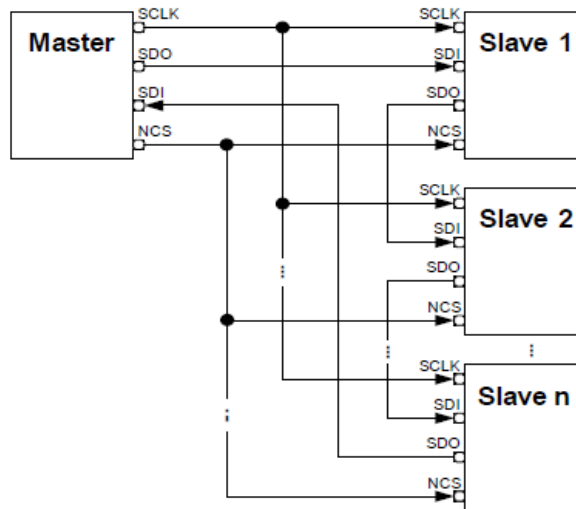 Master
SCLK
SDO
SDI
NCS
SCLK
SDI
SDO
NCS
Slave 1
SCLK
SDI
SDO
NCS
Slave 2
SCLK
SDI
SDO
NCS
Slave n